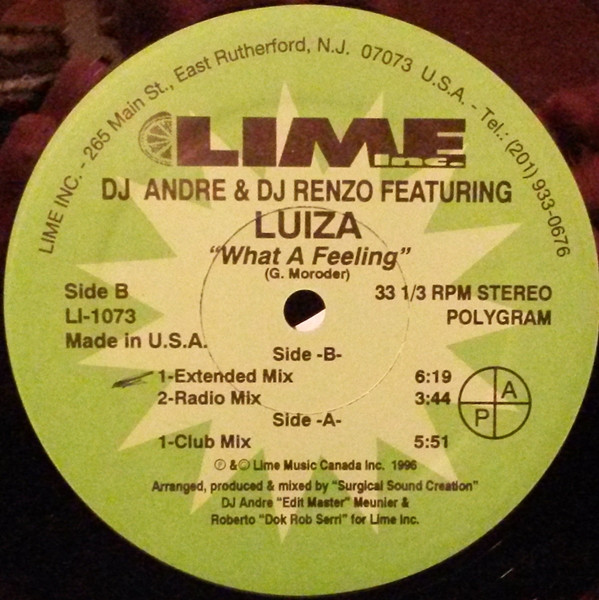 LIME INC. - 265 Main St., East Rutherford, N.J. 07073 U.S.A. - Tel.: (201) 933-0676
LIME Inc.
DJ ANDRE & DJ RENZO FEATURING
LUIZA
"What A Feeling"
(G. Moroder)
Side B 33 1/3 RPM STEREO
LI-1073 POLYGRAM
Made in U.S.A.
Side -B-
1-Extended Mix 6:19
2-Radio Mix 3:44
Side -A-
1-Club Mix 5:51
P A
℗ & © Lime Music Canada Inc. 1996
Arranged, produced & mixed by "Surgical Sound Creation"
DJ Andre "Edit Master" Meunier &
Roberto "Dok Rob Serri" for Lime Inc.